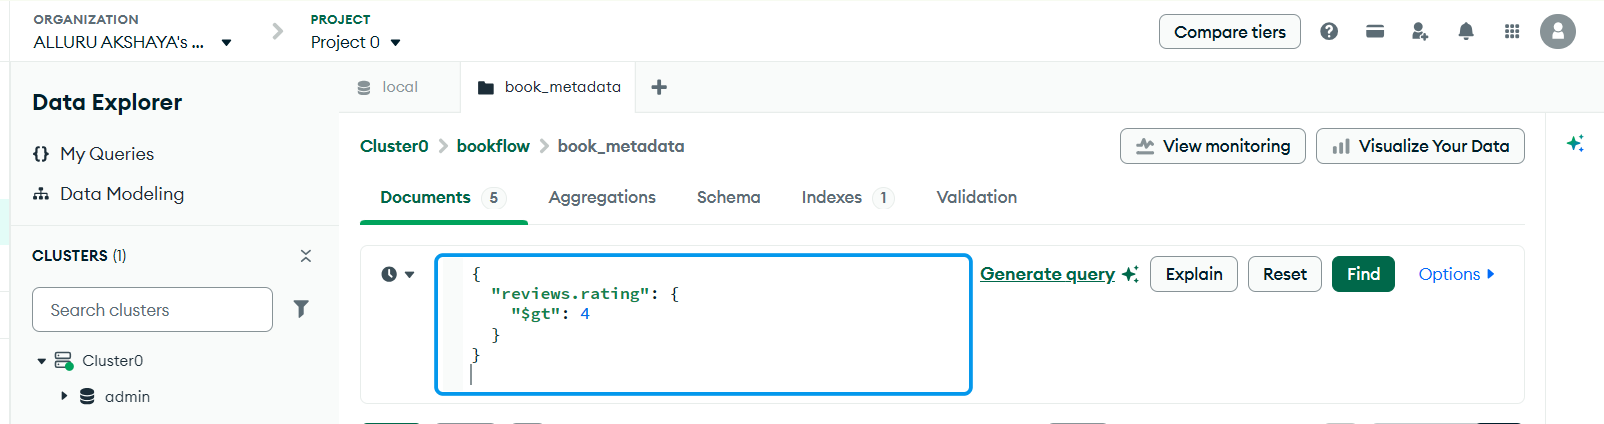 ORGANIZATION
ALLURU AKSHAYA's ...
PROJECT
Project 0
Compare tiers
Data Explorer
My Queries
Data Modeling
CLUSTERS (1)
Search clusters
Cluster0
admin
local
book_metadata
Cluster0 > bookflow > book_metadata
View monitoring
Visualize Your Data
Documents 5
Aggregations
Schema
Indexes 1
Validation
{
"reviews.rating": {
"$gt": 4
}
}
Generate query
Explain
Reset
Find
Options